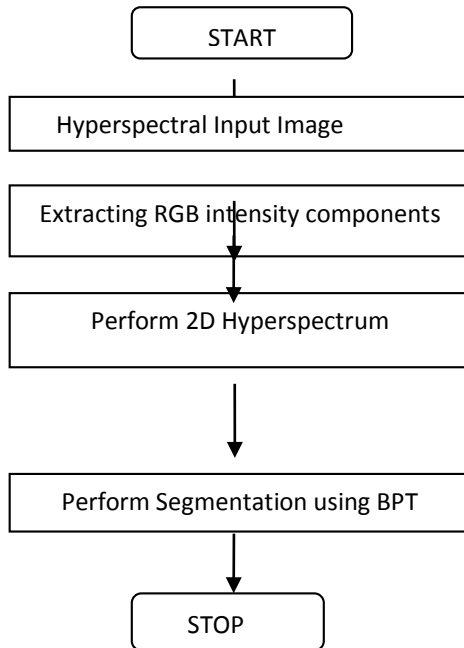 START
Hyperspectral Input Image
Extracting RGB intensity components
Perform 2D Hyperspectrum
Perform Segmentation using BPT
STOP